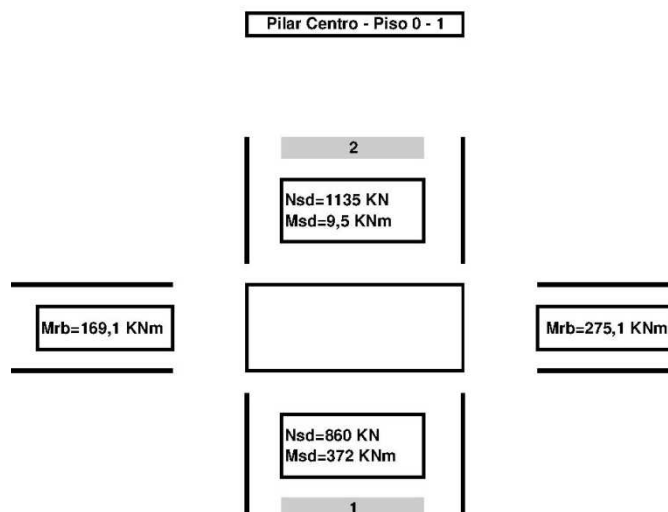 Pilar Centro - Piso 0 - 1
2
Nsd=1135 KN
Msd=9,5 KNm
Mrb=169,1 KNm
Mrb=275,1 KNm
Nsd=860 KN
Msd=372 KNm
1